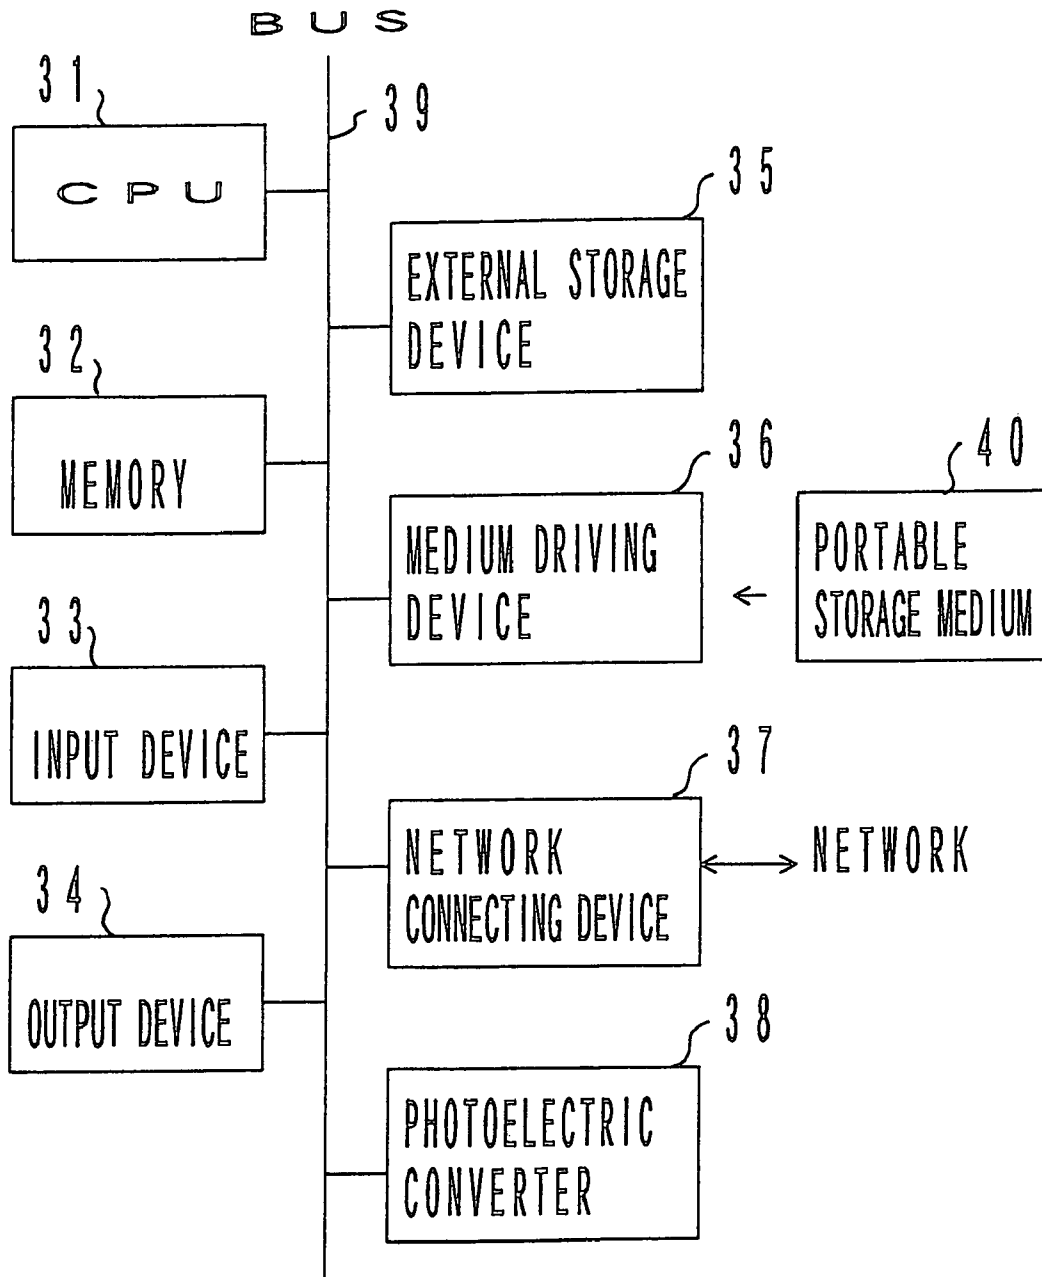 BUS
31
39
CPU
35
EXTERNAL STORAGE
DEVICE
32
MEMORY
36
40
MEDIUM DRIVING
DEVICE
PORTABLE
STORAGE MEDIUM
33
INPUT DEVICE
37
NETWORK
CONNECTING DEVICE
NETWORK
34
OUTPUT DEVICE
38
PHOTOELECTRIC
CONVERTER